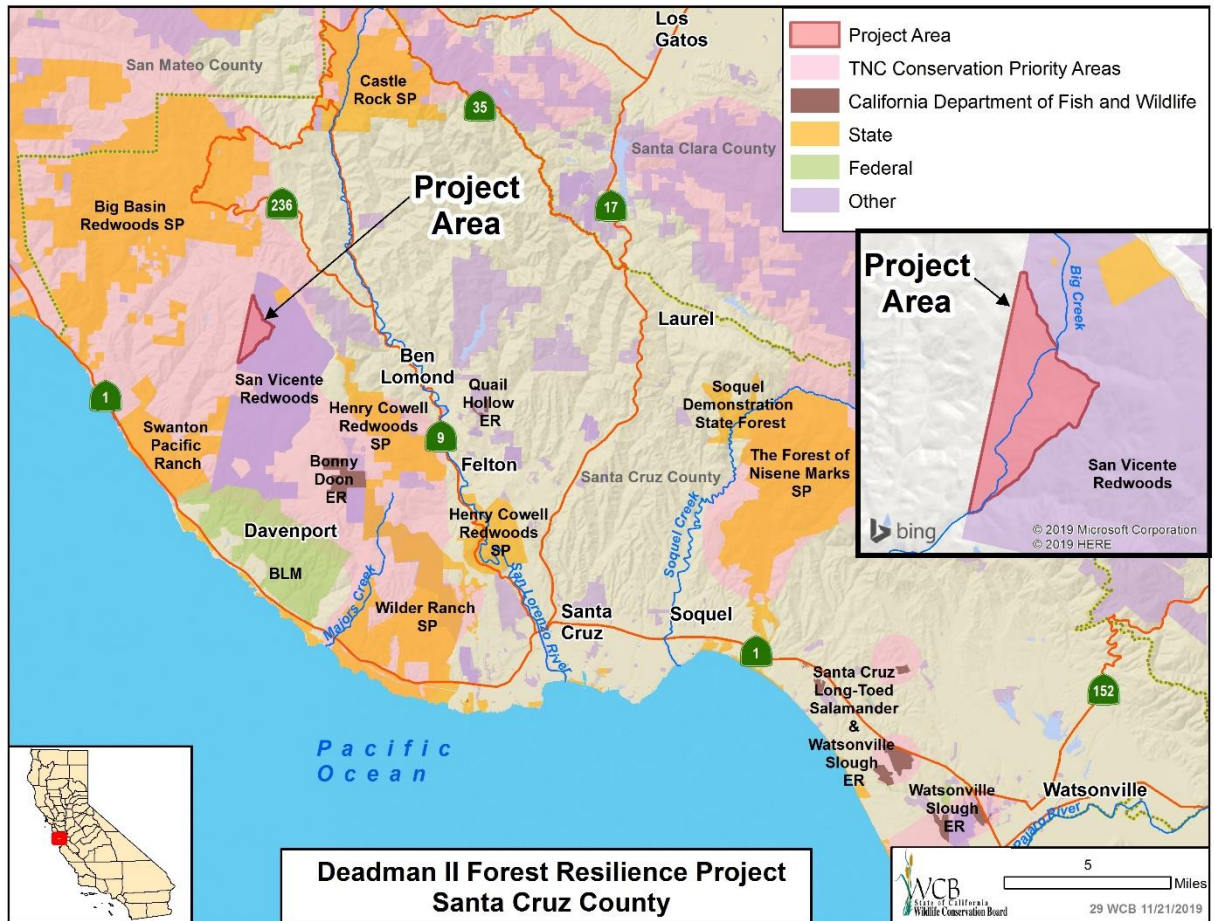 Los
Gatos
San Mateo County
Castle
Rock SP
35
Santa Clara County
Project
Area
17
Big Basin
Redwoods SP
236
Laurel
Ben
Lomond
San Vicente
Redwoods
Quail
Hollow
ER
Soquel
Demonstration
State Forest
1
Henry Cowell
Redwoods
SP
9
Swanton
Pacific
Ranch
Felton
The Forest of
Nisene Marks
SP
Bonny
Doon
ER
Santa Cruz County
Henry Cowell
Redwoods
SP
Davenport
Soquel Creek
BLM
Majors Creek
San Lorenzo River
Wilder Ranch
SP
Santa
Cruz
Soquel
1
Santa Cruz
Long-Toed
Salamander
&
Watsonville
Slough
ER
152
Pacific
Ocean
Watsonville
Slough
ER
Watsonville
Pajaro River
Project Area
TNC Conservation Priority Areas
California Department of Fish and Wildlife
State
Federal
Other
Project
Area
Big Creek
San Vicente
Redwoods
bing
© 2019 Microsoft Corporation
© 2019 HERE
Deadman II Forest Resilience Project
Santa Cruz County
WCB
State of California
Wildlife Conservation Board
5
Miles
29 WCB 11/21/2019